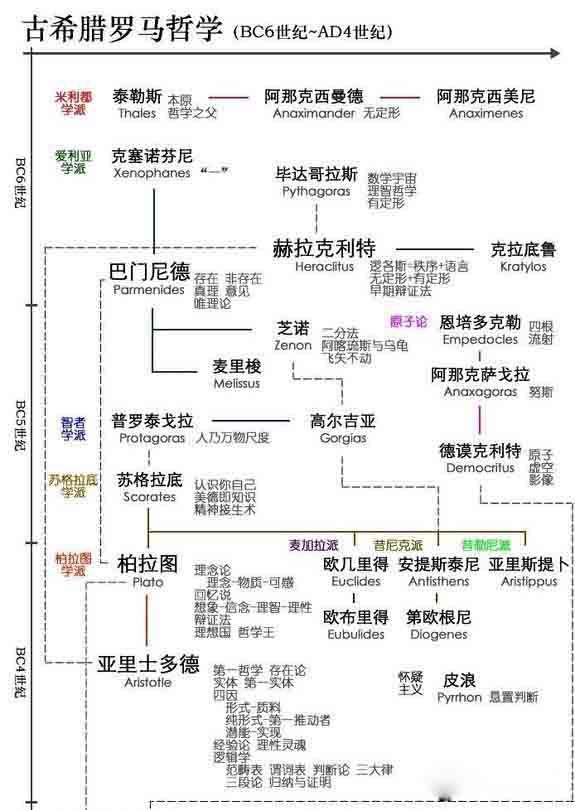 古希腊罗马哲学 (BC6世纪~AD4世纪)
米利都学派
泰勒斯
Thales
本原
哲学之父
阿那克西曼德
Anaximander 无定形
阿那克西美尼
Anaximenes
BC6世纪
爱利亚学派
克塞诺芬尼
Xenophanes “一”
毕达哥拉斯
Pythagoras
数学宇宙
理智哲学
有定形
赫拉克利特
Heraclitus
逻各斯=秩序+语言
无定形+有定形
早期辩证法
克拉底鲁
Kratylos
巴门尼德
Parmenides
存在 非存在
真理 意见
唯理论
芝诺
Zenon
二分法
阿喀琉斯与乌龟
飞矢不动
原子论
恩培多克勒
Empedocles
四根
流射
麦里梭
Melissus
阿那克萨戈拉
Anaxagoras 努斯
BC5世纪
智者学派
普罗泰戈拉
Protagoras 人乃万物尺度
高尔吉亚
Gorgias
德谟克利特
Democritus
原子
虚空
影像
苏格拉底学派
苏格拉底
Scorates
认识你自己
美德即知识
精神接生术
麦加拉派
昔尼克派
昔勒尼派
柏拉图学派
柏拉图
Plato
理念论
理念-物质-可感
回忆说
想象-信念-理智-理性
辩证法
理想国 哲学王
欧几里得
Euclides
安提斯泰尼
Antisthens
亚里斯提卜
Aristippus
欧布里得
Eubulides
第欧根尼
Diogenes
BC4世纪
亚里士多德
Aristotle
第一哲学 存在论
实体 第一实体
四因
形式-质料
纯形式-第一推动者
潜能-实现
经验论 理性灵魂
逻辑学
范畴表 谓词表 判断论 三大律
三段论 归纳与证明
怀疑主义
皮浪
Pyrrhon 悬置判断